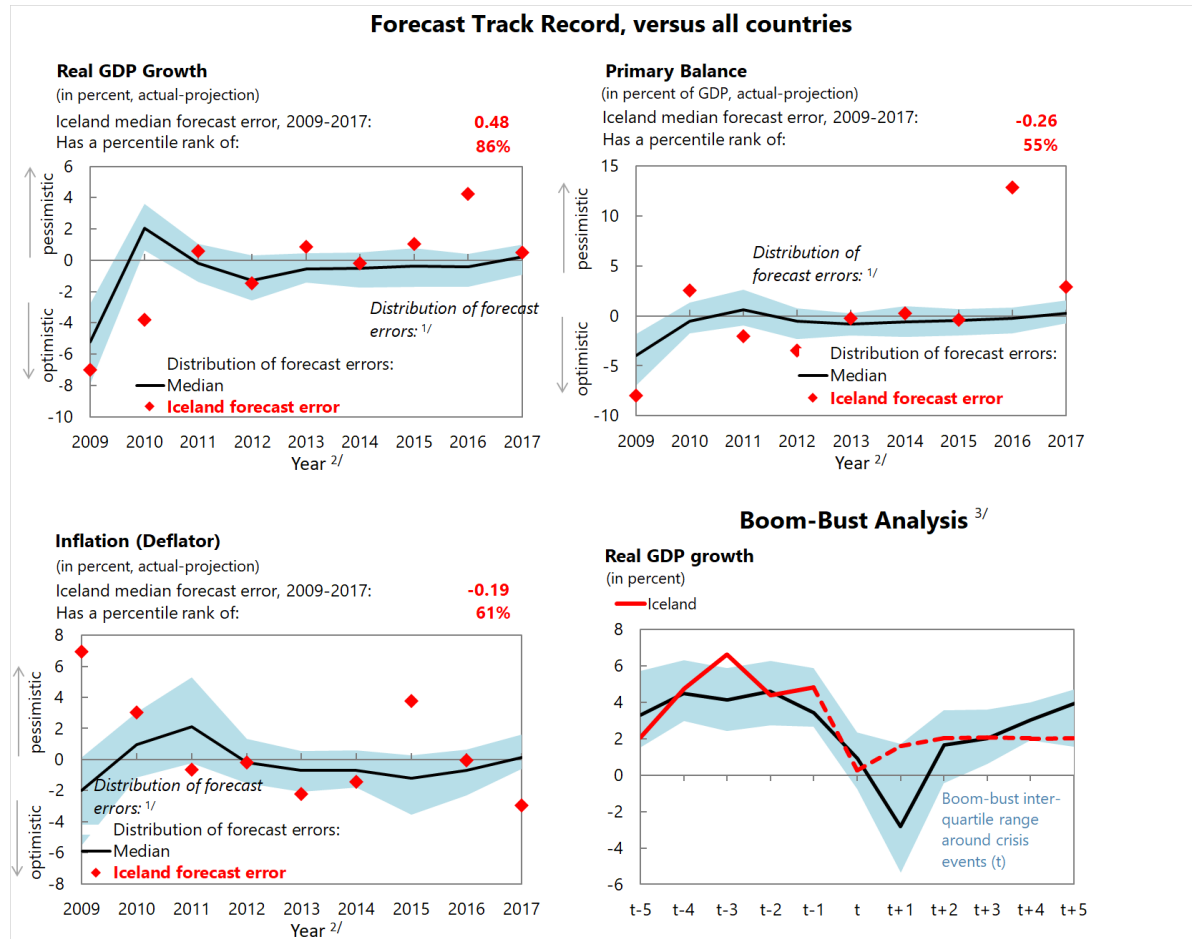 Forecast Track Record, versus all countries
Real GDP Growth
(in percent, actual-projection)
Iceland median forecast error, 2009-2017: 0.48
Has a percentile rank of: 86%
6
4
2
0
-2
-4
-6
-8
-10
pessimistic
optimistic
Distribution of forecast
errors: 1/
Distribution of forecast errors:
Median
Iceland forecast error
2009 2010 2011 2012 2013 2014 2015 2016 2017
Year 2/
Primary Balance
(in percent of GDP, actual-projection)
Iceland median forecast error, 2009-2017: -0.26
Has a percentile rank of: 55%
15
10
5
0
-5
-10
pessimistic
optimistic
Distribution of
forecast errors: 1/
Distribution of forecast errors:
Median
Iceland forecast error
2009 2010 2011 2012 2013 2014 2015 2016 2017
Year 2/
Inflation (Deflator)
(in percent, actual-projection)
Iceland median forecast error, 2009-2017: -0.19
Has a percentile rank of: 61%
8
6
4
2
0
-2
-4
-6
-8
pessimistic
optimistic
Distribution of forecast
errors: 1/
Distribution of forecast errors:
Median
Iceland forecast error
2009 2010 2011 2012 2013 2014 2015 2016 2017
Year 2/
Boom-Bust Analysis 3/
Real GDP growth
(in percent)
Iceland
8
6
4
2
0
-2
-4
-6
Boom-bust inter-
quartile range
around crisis
events (t)
t-5 t-4 t-3 t-2 t-1 t t+1 t+2 t+3 t+4 t+5